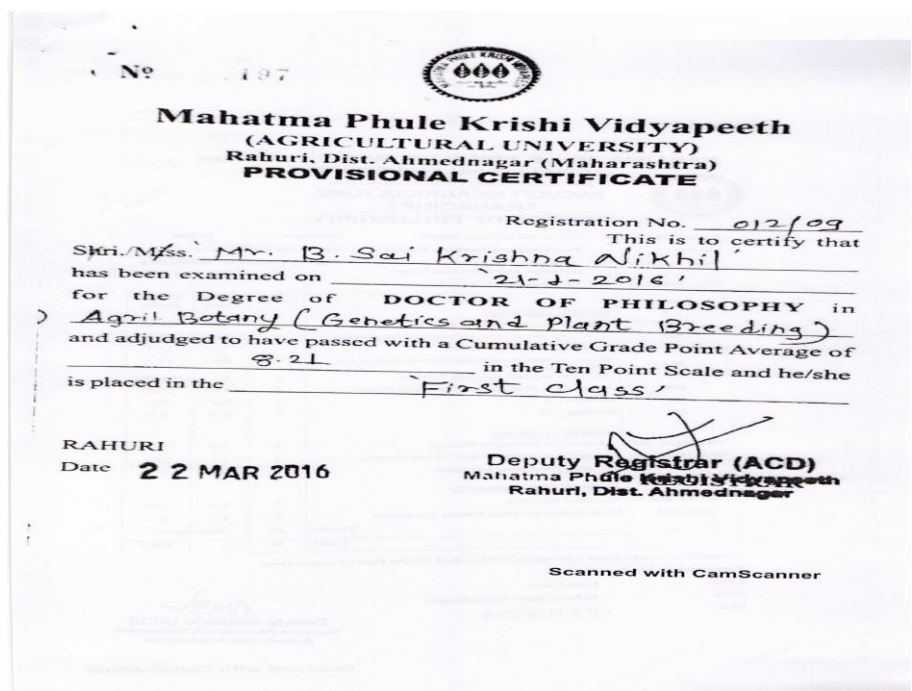 No 197
Mahatma Phule Krishi Vidyapeeth
(AGRICULTURAL UNIVERSITY)
Rahuri, Dist. Ahmednagar (Maharashtra)
PROVISIONAL CERTIFICATE
Registration No. 012/09
This is to certify that
Shri./Miss. Mr. B. Sai Krishna Nikhil
has been examined on '21-1-2016'
for the Degree of DOCTOR OF PHILOSOPHY in
Agril Botany (Genetics and Plant Breeding)
and adjudged to have passed with a Cumulative Grade Point Average of
8.21 in the Ten Point Scale and he/she
is placed in the 'First Class'
RAHURI
Date 22 MAR 2016
Deputy Registrar (ACD)
Mahatma Phule Krishi Vidyapeeth
REGISTRAR
Rahuri, Dist. Ahmednagar
Scanned with CamScanner